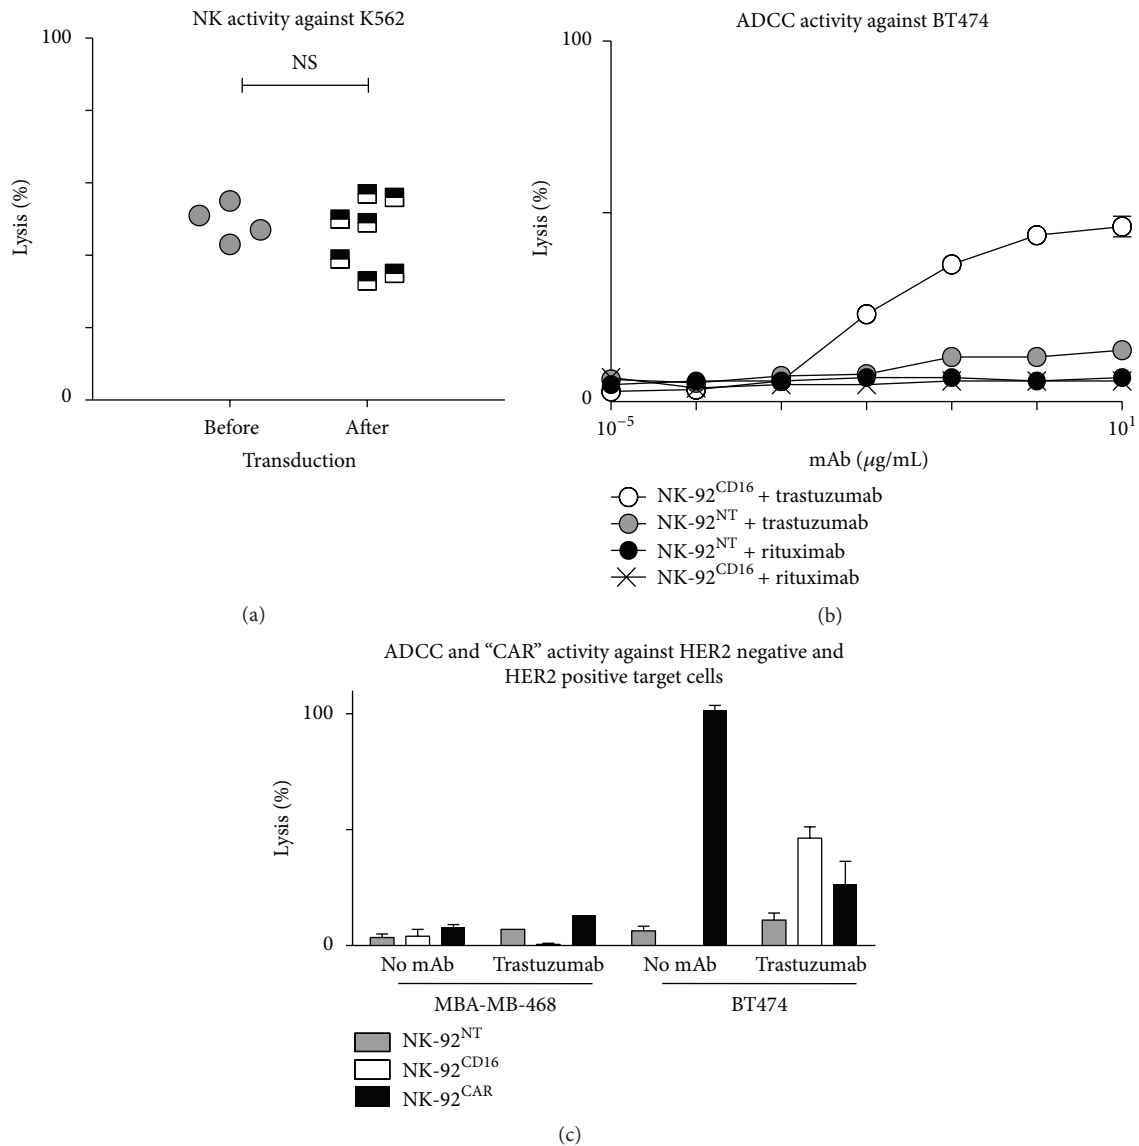 NK activity against K562
100
NS
Lysis (%)
0
Before After
Transduction
(a)
ADCC activity against BT474
100
Lysis (%)
0
10⁻⁵ 10¹
mAb (μg/mL)
NK-92^CD16 + trastuzumab
NK-92^NT + trastuzumab
NK-92^NT + rituximab
NK-92^CD16 + rituximab
(b)
ADCC and “CAR” activity against HER2 negative and
HER2 positive target cells
100
Lysis (%)
0
No mAb Trastuzumab No mAb Trastuzumab
MBA-MB-468 BT474
NK-92^NT
NK-92^CD16
NK-92^CAR
(c)